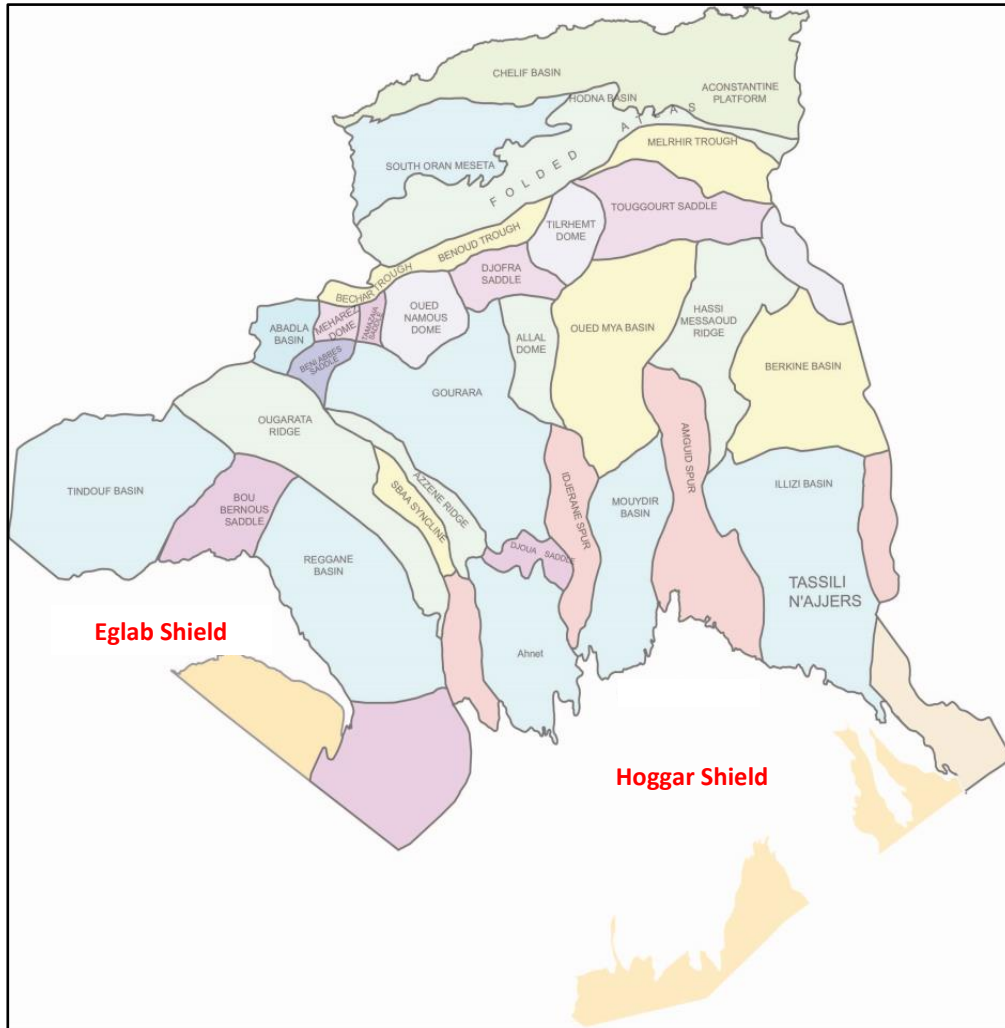 CHELIF BASIN
ACONSTANTINE
PLATFORM
HODNA BASIN
FOLDED ATLAS
MELRHIR TROUGH
SOUTH ORAN MESETA
TOUGGOURT SADDLE
TILRHEMT
DOME
BENOUD TROUGH
DJOFRA
SADDLE
BECHAR TROUGH
OUED
NAMOUS
DOME
MEHAREZ
DOME
TAMAZAIA
SADDLE
ABADLA
BASIN
BENI ABBES
SADDLE
HASSI
MESSAOUD
RIDGE
OUED MYA BASIN
ALLAL
DOME
BERKINE BASIN
GOURARA
OUGARATA
RIDGE
AZZENE RIDGE
SBAA SYNCLINE
IDJERANE SPUR
AMGUID SPUR
TINDOUF BASIN
BOU
BERNOUS
SADDLE
MOUYDIR
BASIN
ILLIZI BASIN
REGGANE
BASIN
DJOUA SADDLE
TASSILI
N'AJJERS
Eglab Shield
Ahnet
Hoggar Shield